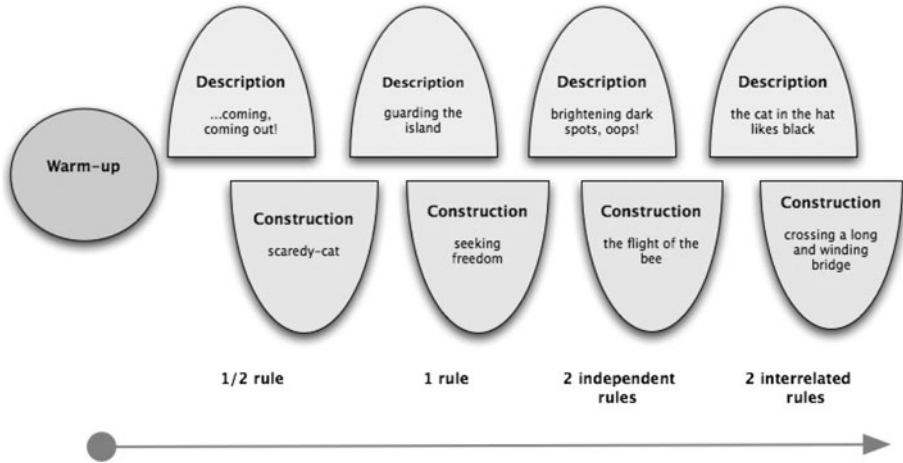 Warm-up
Description
...coming,
coming out!
Description
guarding the
island
Description
brightening dark
spots, oops!
Description
the cat in the hat
likes black
Construction
scaredy-cat
Construction
seeking
freedom
Construction
the flight of the
bee
Construction
crossing a long
and winding
bridge
1/2 rule
1 rule
2 independent
rules
2 interrelated
rules